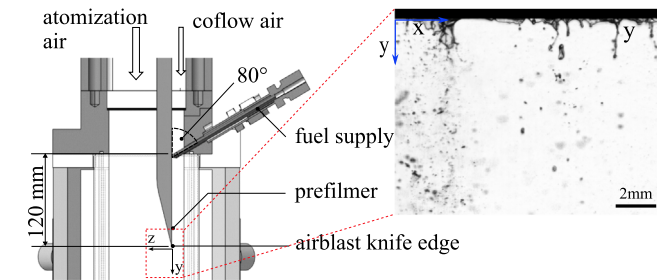 atomization
air
coflow air
80°
fuel supply
120 mm
prefilmer
z
airblast knife edge
y
x
y
y
2mm